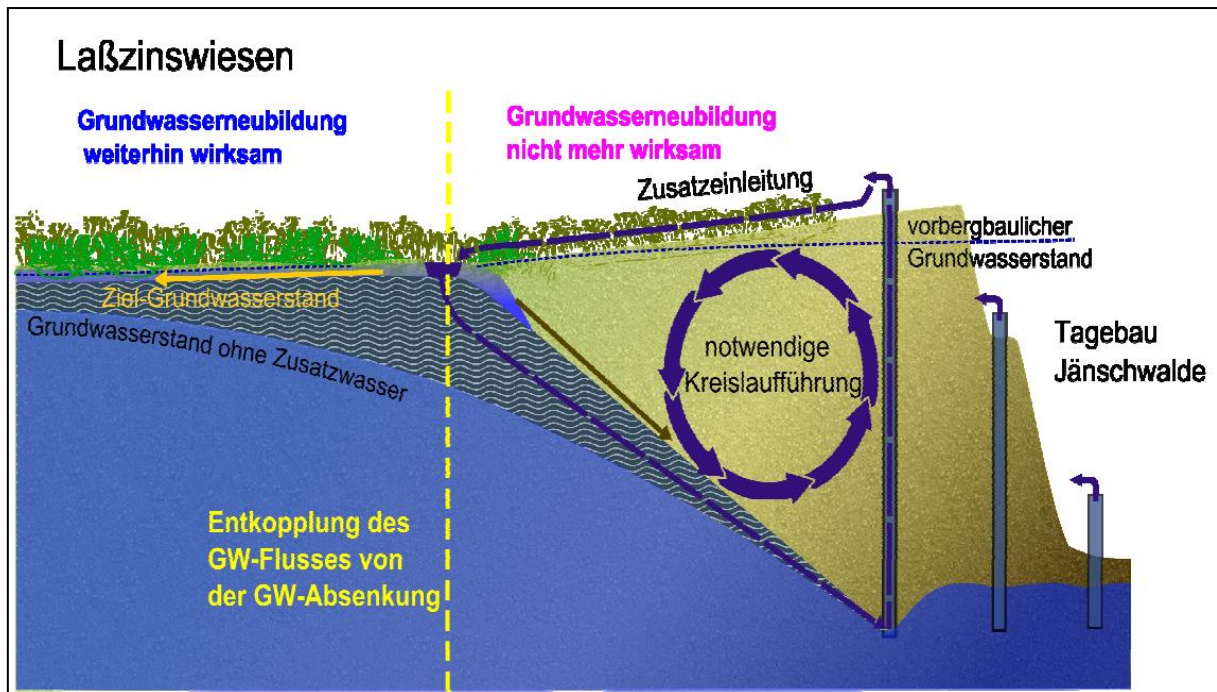 Laßzinswiesen
Grundwasserneubildung
weiterhin wirksam
Grundwasserneubildung
nicht mehr wirksam
Zusatzeinleitung
vorbergbaulicher
Grundwasserstand
Ziel-Grundwasserstand
Grundwasserstand ohne Zusatzwasser
notwendige
Kreislaufführung
Tagebau
Jänschwalde
Entkopplung des
GW-Flusses von
der GW-Absenkung